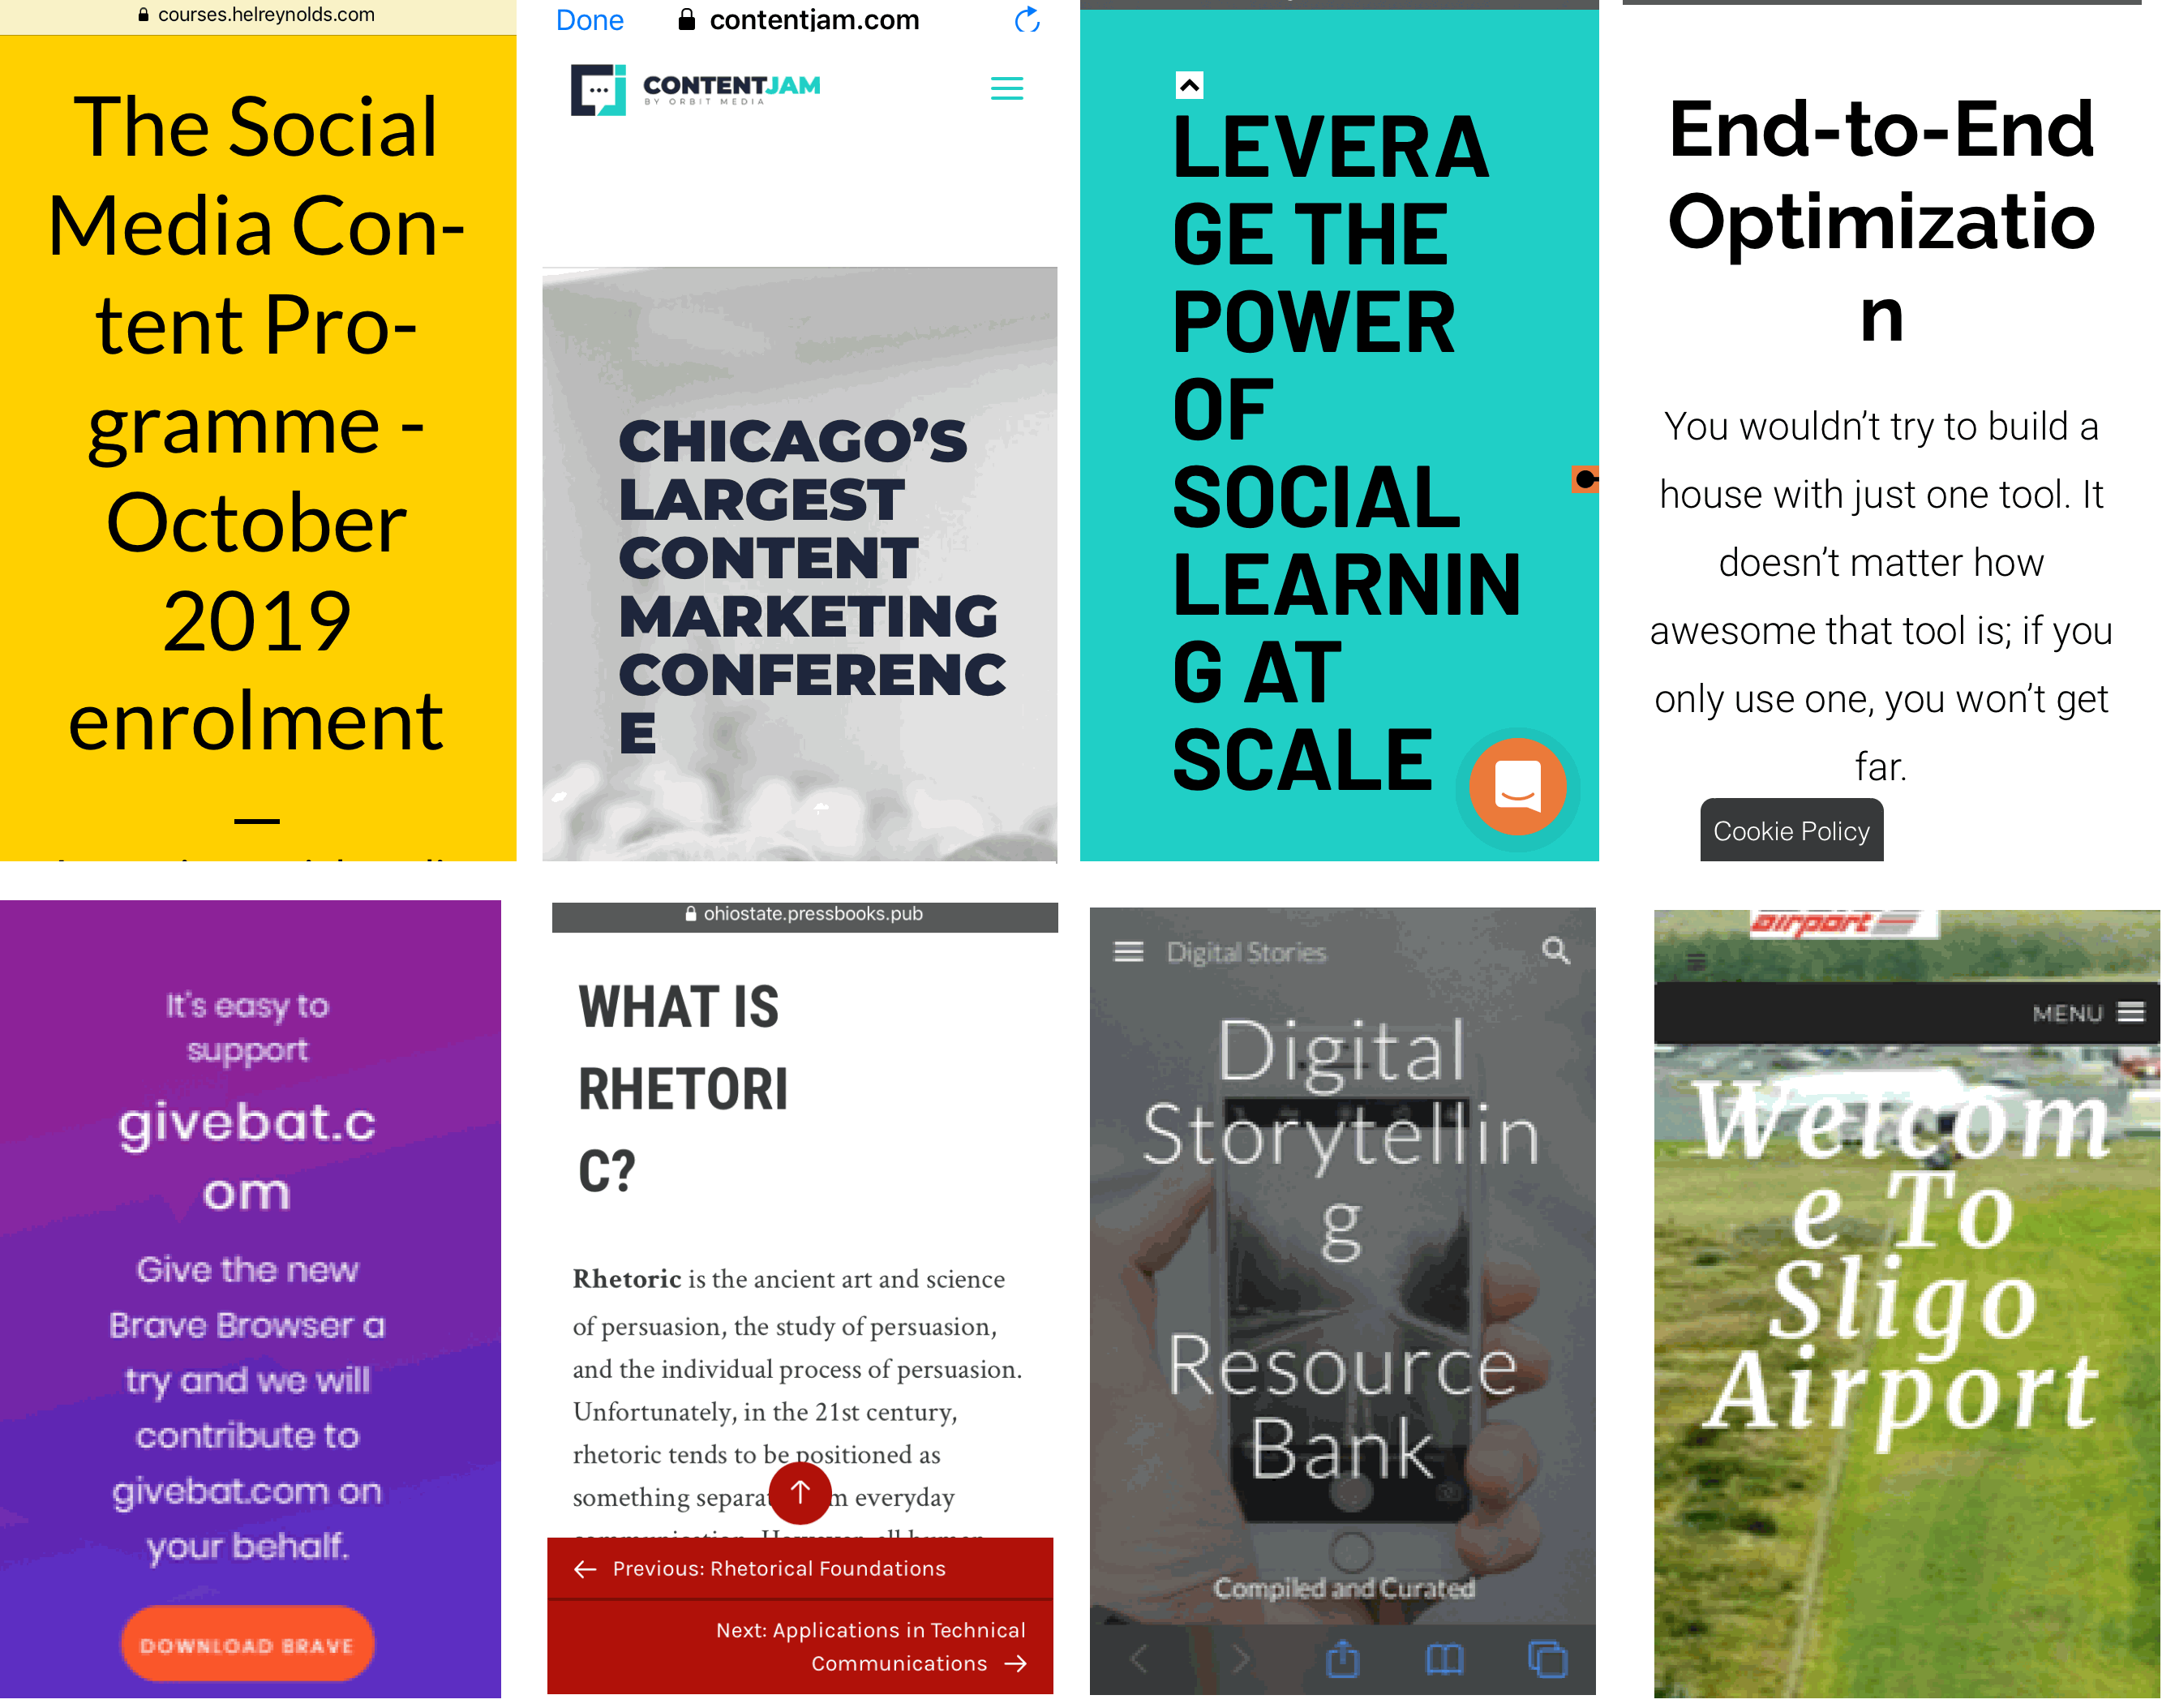 courses.helreynolds.com
The Social
Media Con-
tent Pro-
gramme -
October
2019
enrolment
—
Done
contentjam.com
CONTENTJAM
BY ORBIT MEDIA
CHICAGO’S
LARGEST
CONTENT
MARKETING
CONFERENC
E
LEVERA
GE THE
POWER
OF
SOCIAL
LEARNIN
G AT
SCALE
End-to-End
Optimizatio
n
You wouldn’t try to build a
house with just one tool. It
doesn’t matter how
awesome that tool is; if you
only use one, you won’t get
far.
Cookie Policy
It's easy to
support
givebat.c
om
Give the new
Brave Browser a
try and we will
contribute to
givebat.com on
your behalf.
DOWNLOAD BRAVE
ohiostate.pressbooks.pub
WHAT IS
RHETORI
C?
Rhetoric is the ancient art and science
of persuasion, the study of persuasion,
and the individual process of persuasion.
Unfortunately, in the 21st century,
rhetoric tends to be positioned as
something separa m everyday
Previous: Rhetorical Foundations
Next: Applications in Technical
Communications
Digital Stories
Digital
Storytellin
g
Resource
Bank
Compiled and Curated
airport
MENU
Welcom
e To
Sligo
Airport